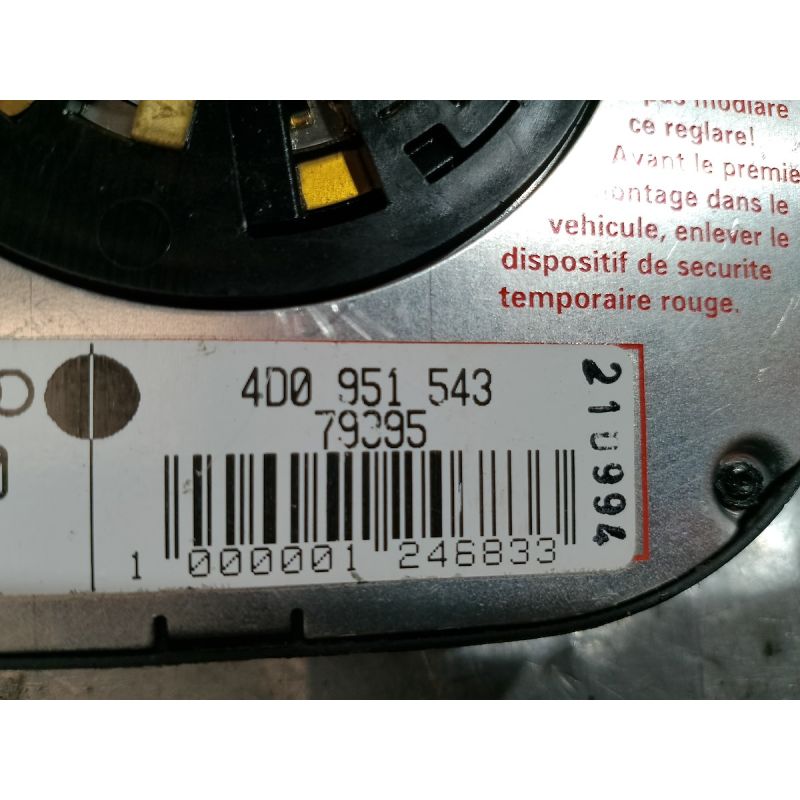 modiare
ce reglare!
Avant le premie
ontage dans le
vehicule, enlever le
dispositif de securite
temporaire rouge.
4D0 951 543
79395
210994
1 000001 246833